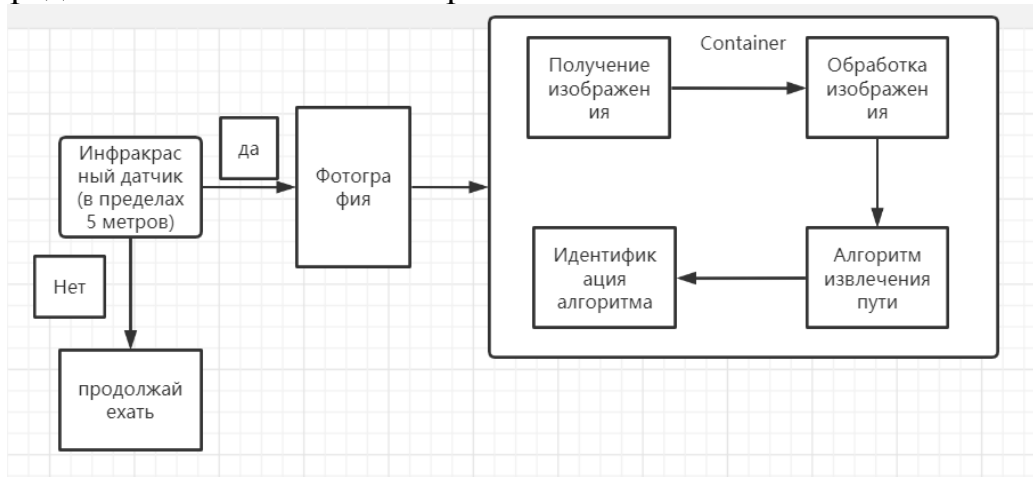 Container
Получение
изображен
ия
Обработка
изображен
ия
да
Инфракрас
ный датчик
(в пределах
5 метров)
Фотогра
фия
Идентифик
ация
алгоритма
Алгоритм
извлечения
пути
Нет
продолжай
ехать